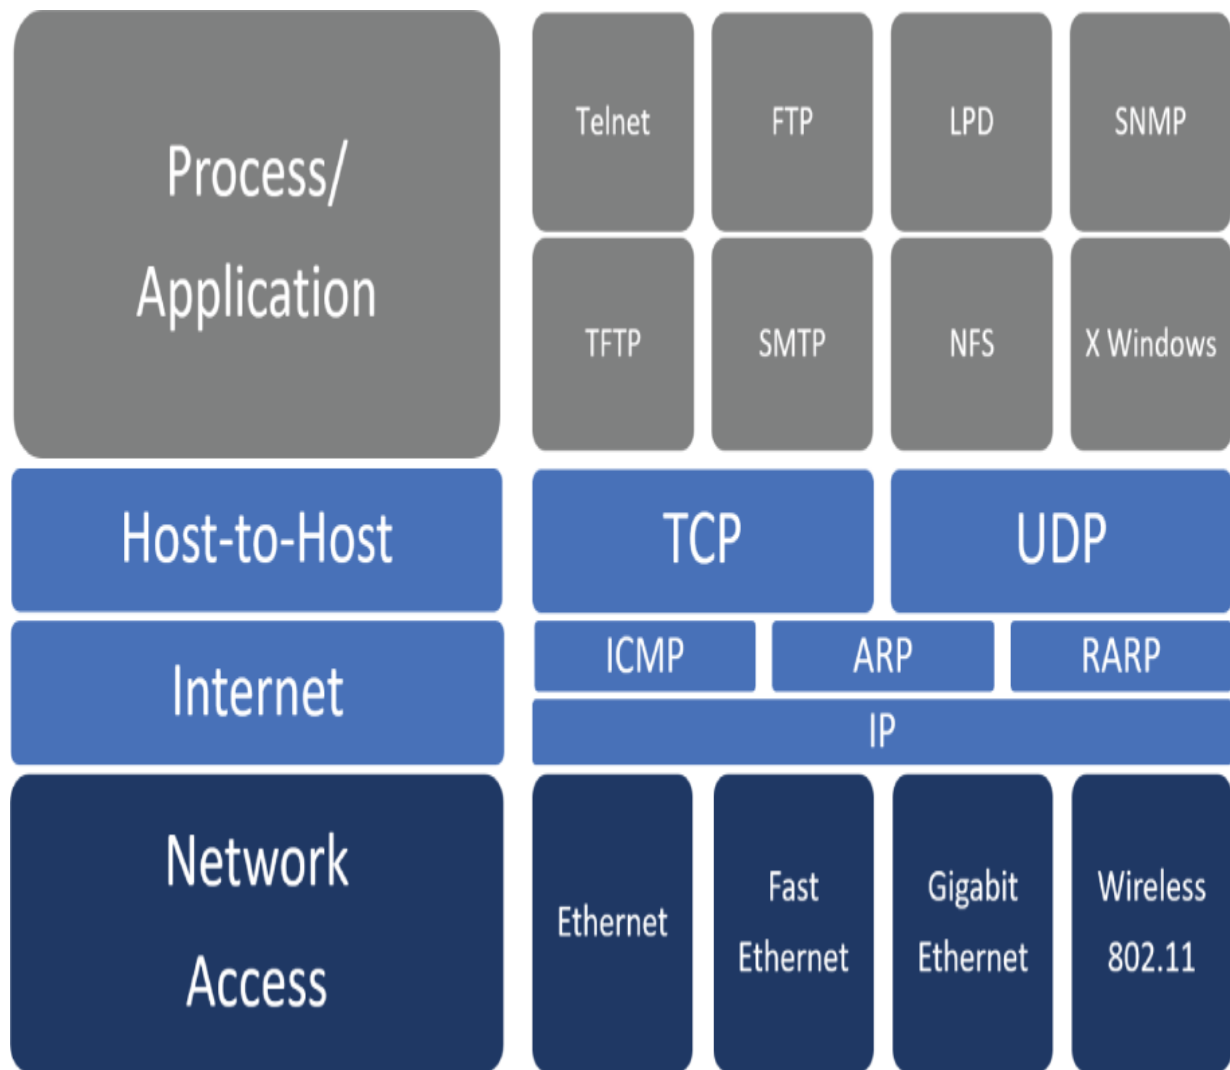 Process/
Application
Telnet
FTP
LPD
SNMP
TFTP
SMTP
NFS
X Windows
Host-to-Host
TCP
UDP
Internet
ICMP
ARP
RARP
IP
Network
Access
Ethernet
Fast
Ethernet
Gigabit
Ethernet
Wireless
802.11